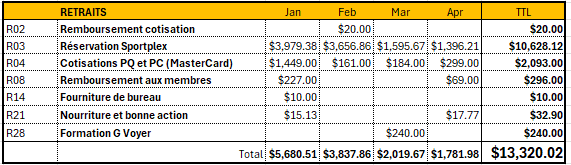 RETRAITS Jan Feb Mar Apr TTL
R02 Remboursement cotisation $20.00 $20.00
R03 Réservation Sportplex $3,979.38 $3,656.86 $1,595.67 $1,396.21 $10,628.12
R04 Cotisations PQ et PC (MasterCard) $1,449.00 $161.00 $184.00 $299.00 $2,093.00
R08 Remboursement aux membres $227.00 $69.00 $296.00
R14 Fourniture de bureau $10.00 $10.00
R21 Nourriture et bonne action $15.13 $17.77 $32.90
R28 Formation G Voyer $240.00 $240.00
Total $5,680.51 $3,837.86 $2,019.67 $1,781.98 $13,320.02